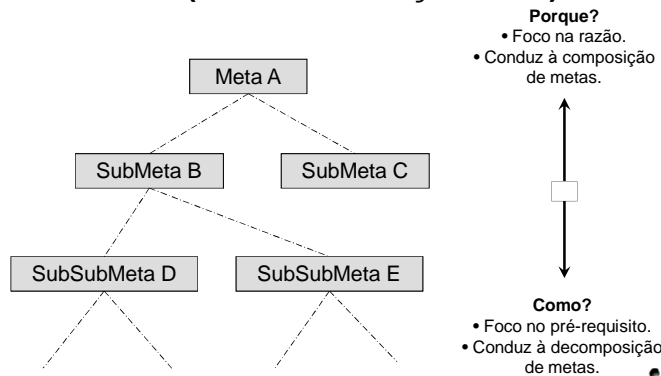 Porque?
• Foco na razão.
• Conduz à composição
de metas.
Meta A
SubMeta B
SubMeta C
SubSubMeta D
SubSubMeta E
Como?
• Foco no pré-requisito.
• Conduz à decomposição
de metas.